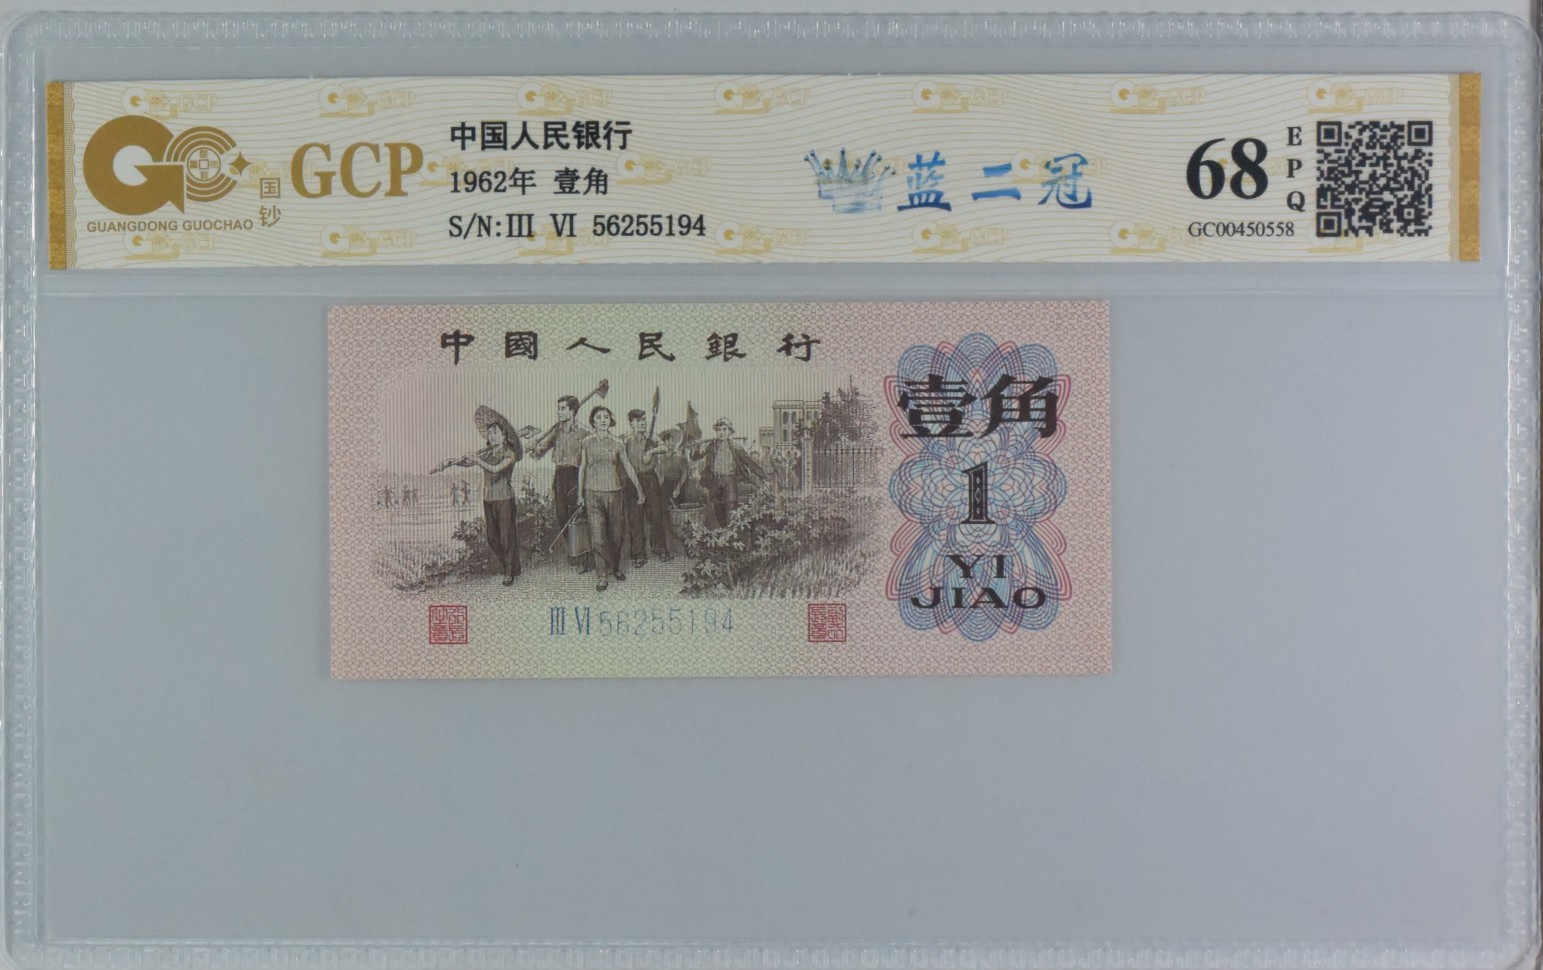 GCP
国钞
GUANGDONG GUOCHAO
中国人民银行
1962年 壹角
S/N:Ⅲ Ⅵ 56255194
蓝二冠
68
EPQ
GC00450558
中國人民銀行
壹角
1
YI
JIAO
Ⅲ Ⅵ 56255194